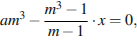 am³ − (m³ − 1)/(m − 1) · x = 0,